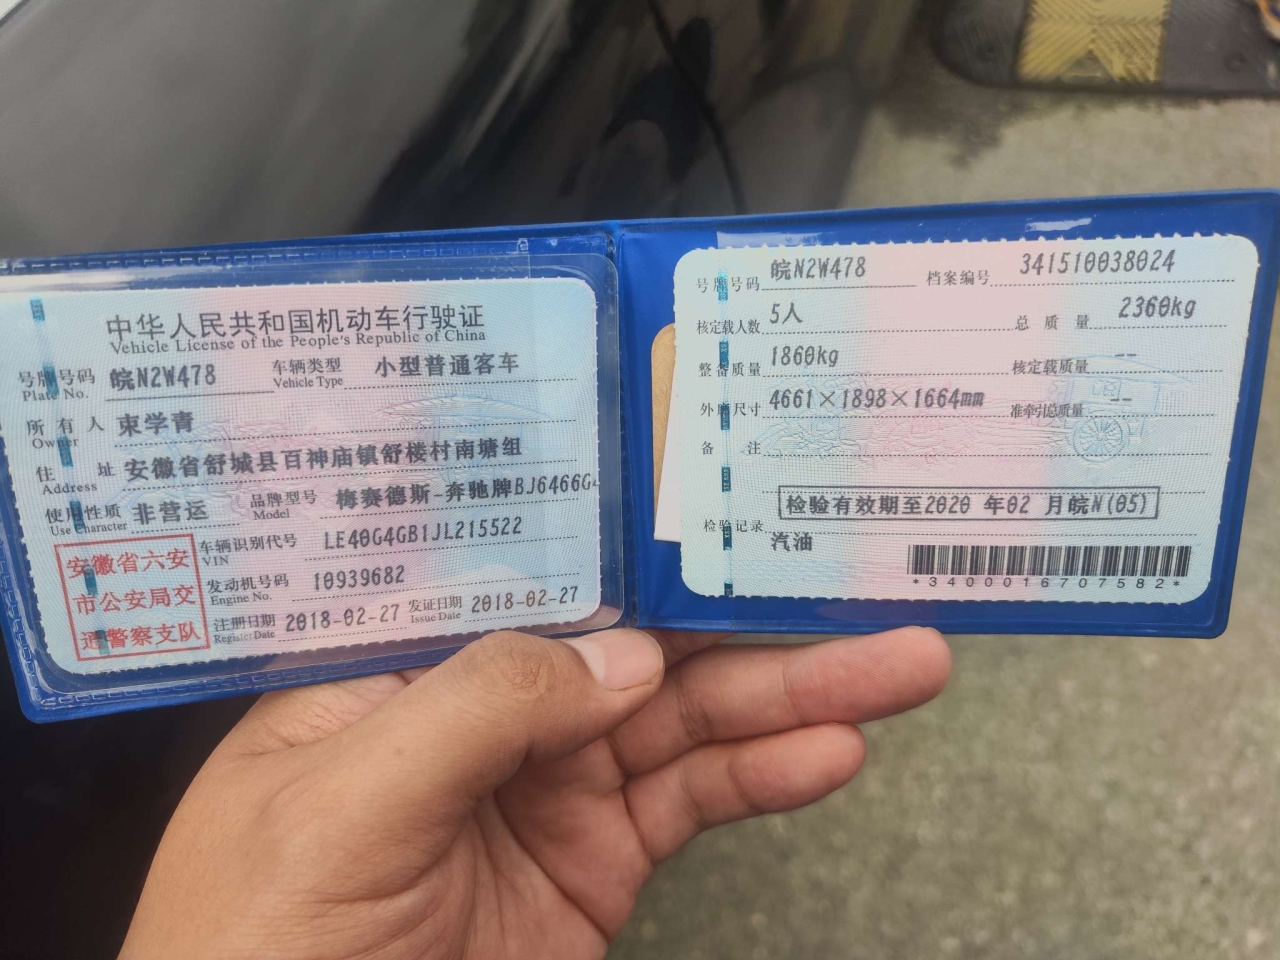 中华人民共和国机动车行驶证
Vehicle License of the People's Republic of China
号牌号码 皖N2W478 车辆类型 小型普通客车
Plate No. Vehicle Type
所有人 束学青
Owner
住址 安徽省舒城县百神庙镇舒楼村南塘组
Address
使用性质 非营运 品牌型号 梅赛德斯-奔驰牌BJ6466G
Use Character Model
车辆识别代号 LE40G4GB1JL215522
VIN
发动机号码 10939682
Engine No.
注册日期 2018-02-27 发证日期 2018-02-27
Register Date Issue Date
安徽省六安
市公安局交
通警察支队
号牌号码 皖N2W478 档案编号 341510038024
核定载人数 5人 总质量 2360kg
整备质量 1860kg 核定载质量 --
外廓尺寸 4661×1898×1664mm 准牵引总质量 --
备注
检验有效期至2020 年02 月皖N(05)
检验记录
汽油
*3400016707582*